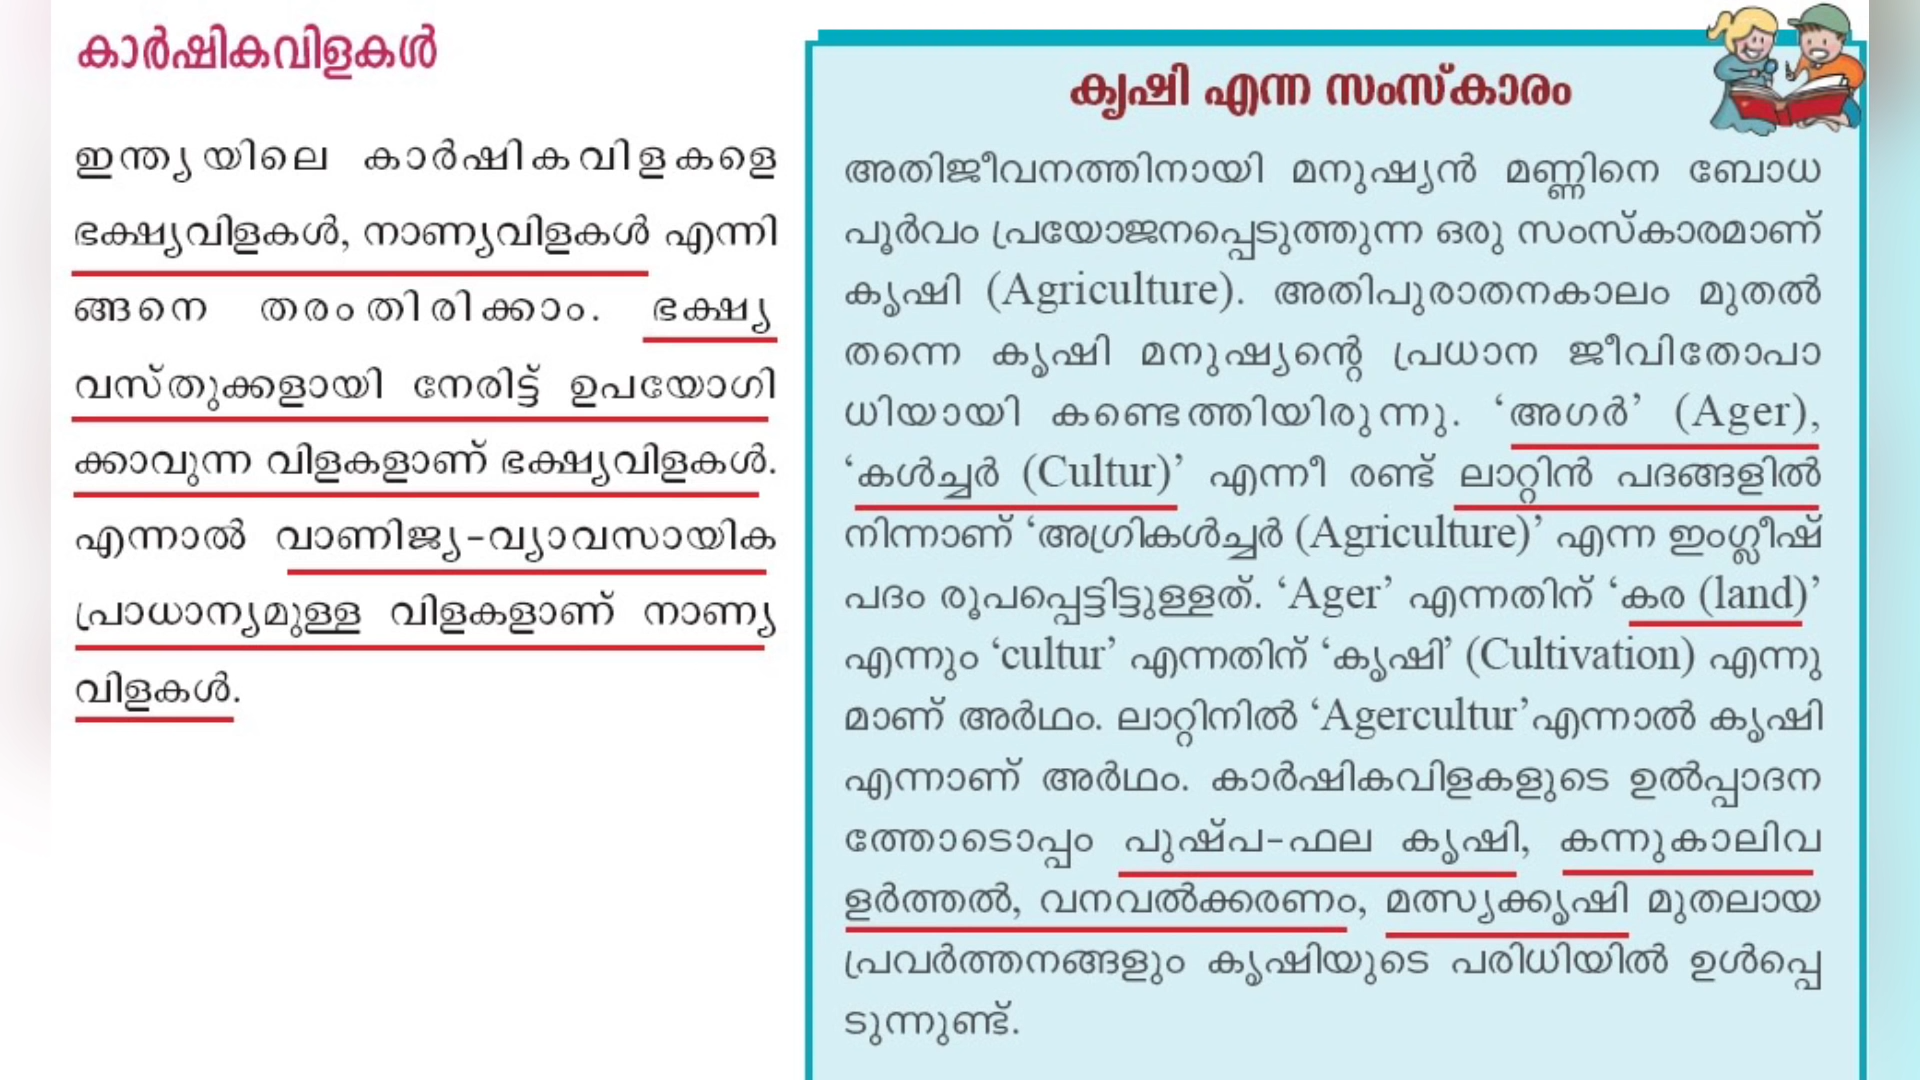 കാർഷികവിളകൾ
ഇന്ത്യയിലെ കാർഷികവിളകളെ
ഭക്ഷ്യവിളകൾ, നാണ്യവിളകൾ എന്നി
ങ്ങനെ തരംതിരിക്കാം. ഭക്ഷ്യ
വസ്തുക്കളായി നേരിട്ട് ഉപയോഗി
ക്കാവുന്ന വിളകളാണ് ഭക്ഷ്യവിളകൾ.
എന്നാൽ വാണിജ്യ-വ്യാവസായിക
പ്രാധാന്യമുള്ള വിളകളാണ് നാണ്യ
വിളകൾ.
കൃഷി എന്ന സംസ്കാരം
അതിജീവനത്തിനായി മനുഷ്യൻ മണ്ണിനെ ബോധ
പൂർവം പ്രയോജനപ്പെടുത്തുന്ന ഒരു സംസ്കാരമാണ്
കൃഷി (Agriculture). അതിപുരാതനകാലം മുതൽ
തന്നെ കൃഷി മനുഷ്യന്റെ പ്രധാന ജീവിതോപാ
ധിയായി കണ്ടെത്തിയിരുന്നു. ‘അഗർ’ (Ager),
‘കൾച്ചർ (Cultur)’ എന്നീ രണ്ട് ലാറ്റിൻ പദങ്ങളിൽ
നിന്നാണ് ‘അഗ്രികൾച്ചർ (Agriculture)’ എന്ന ഇംഗ്ലീഷ്
പദം രൂപപ്പെട്ടിട്ടുള്ളത്. ‘Ager’ എന്നതിന് ‘കര (land)’
എന്നും ‘cultur’ എന്നതിന് ‘കൃഷി’ (Cultivation) എന്നു
മാണ് അർഥം. ലാറ്റിനിൽ ‘Agercultur’എന്നാൽ കൃഷി
എന്നാണ് അർഥം. കാർഷികവിളകളുടെ ഉൽപ്പാദന
ത്തോടൊപ്പം പുഷ്പ-ഫല കൃഷി, കന്നുകാലിവ
ളർത്തൽ, വനവൽക്കരണം, മത്സ്യക്കൃഷി മുതലായ
പ്രവർത്തനങ്ങളും കൃഷിയുടെ പരിധിയിൽ ഉൾപ്പെ
ടുന്നുണ്ട്.